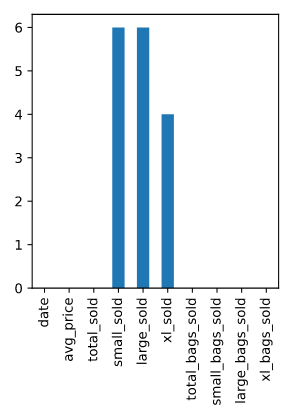 6
5
4
3
2
1
0
date
avg_price
total_sold
small_sold
large_sold
xl_sold
total_bags_sold
small_bags_sold
large_bags_sold
xl_bags_sold